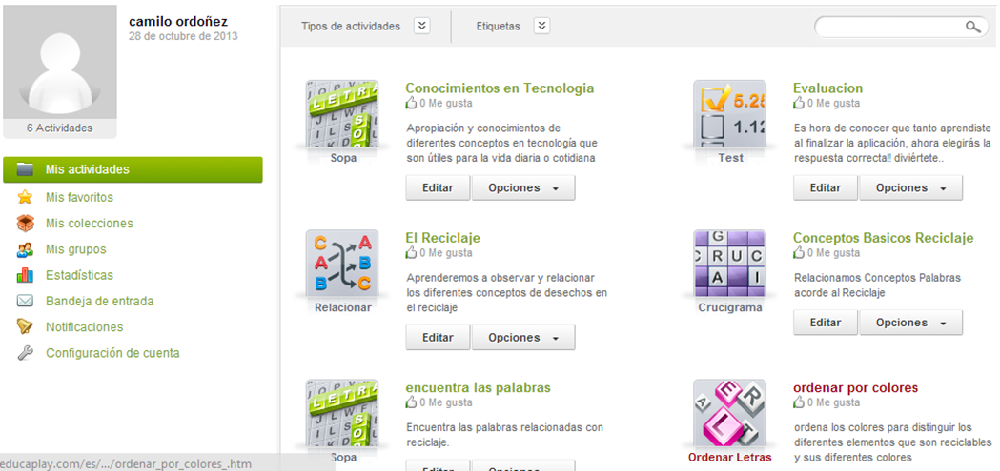 camilo ordoñez
28 de octubre de 2013
6 Actividades
Mis actividades
Mis favoritos
Mis colecciones
Mis grupos
Estadísticas
Bandeja de entrada
Notificaciones
Configuración de cuenta
Tipos de actividades
Etiquetas
Sopa
Conocimientos en Tecnologia
0 Me gusta
Apropiación y conocimientos de
diferentes conceptos en tecnología que
son útiles para la vida diaria o cotidiana
Editar
Opciones
5.25
1.12
Test
Evaluacion
0 Me gusta
Es hora de conocer que tanto aprendiste
al finalizar la aplicación, ahora elegirás la
respuesta correcta!! diviértete..
Editar
Opciones
C A
A B
B C
Relacionar
El Reciclaje
0 Me gusta
Aprenderemos a observar y relacionar
los diferentes conceptos de desechos en
el reciclaje
Editar
Opciones
Crucigrama
Conceptos Basicos Reciclaje
0 Me gusta
Relacionamos Conceptos Palabras
acorde al Reciclaje
Editar
Opciones
Sopa
encuentra las palabras
0 Me gusta
Encuentra las palabras relacionadas con
reciclaje.
Editar
Opciones
Ordenar Letras
ordenar por colores
0 Me gusta
ordena los colores para distinguir los
diferentes elementos que son reciclables
y sus diferentes colores
educaplay.com/es/.../ordenar_por_colores_.htm